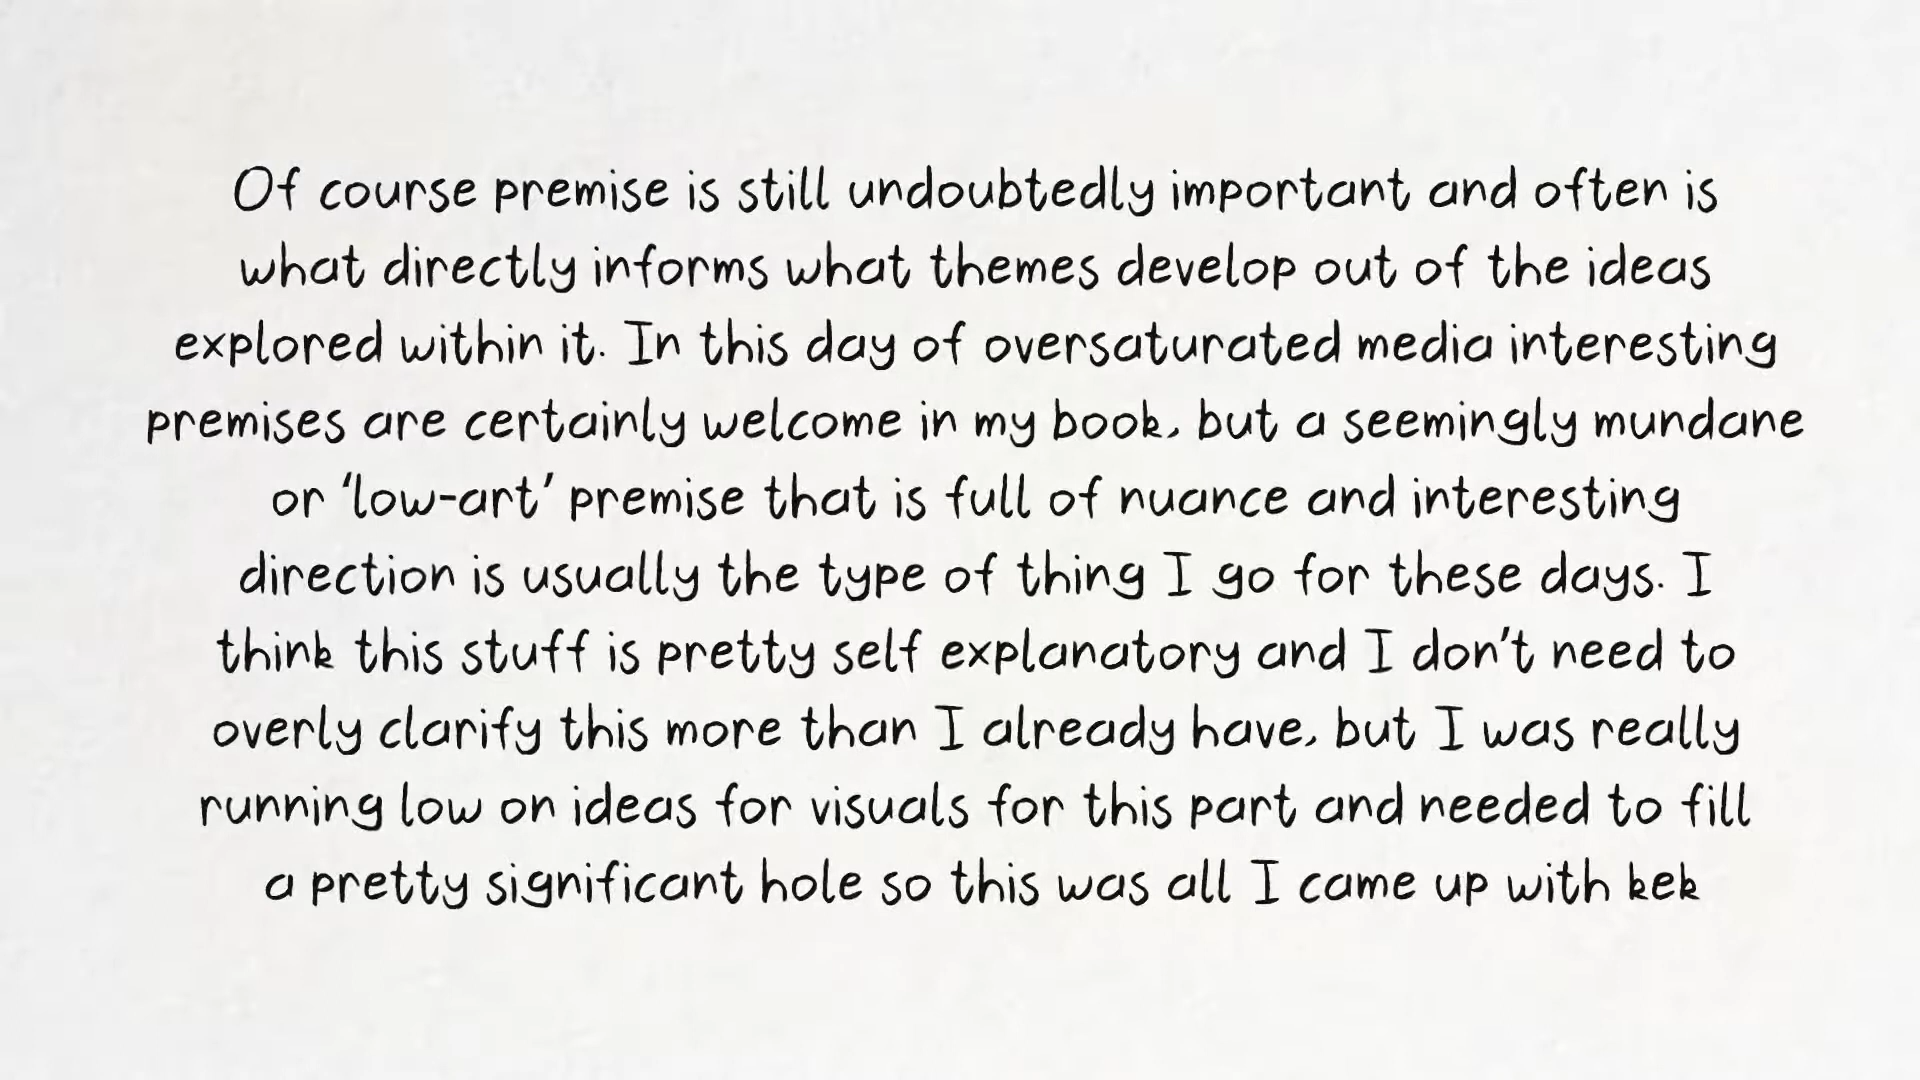 Of course premise is still undoubtedly important and often is
what directly informs what themes develop out of the ideas
explored within it. In this day of oversaturated media interesting
premises are certainly welcome in my book, but a seemingly mundane
or 'low-art' premise that is full of nuance and interesting
direction is usually the type of thing I go for these days. I
think this stuff is pretty self explanatory and I don't need to
overly clarify this more than I already have, but I was really
running low on ideas for visuals for this part and needed to fill
a pretty significant hole so this was all I came up with kek